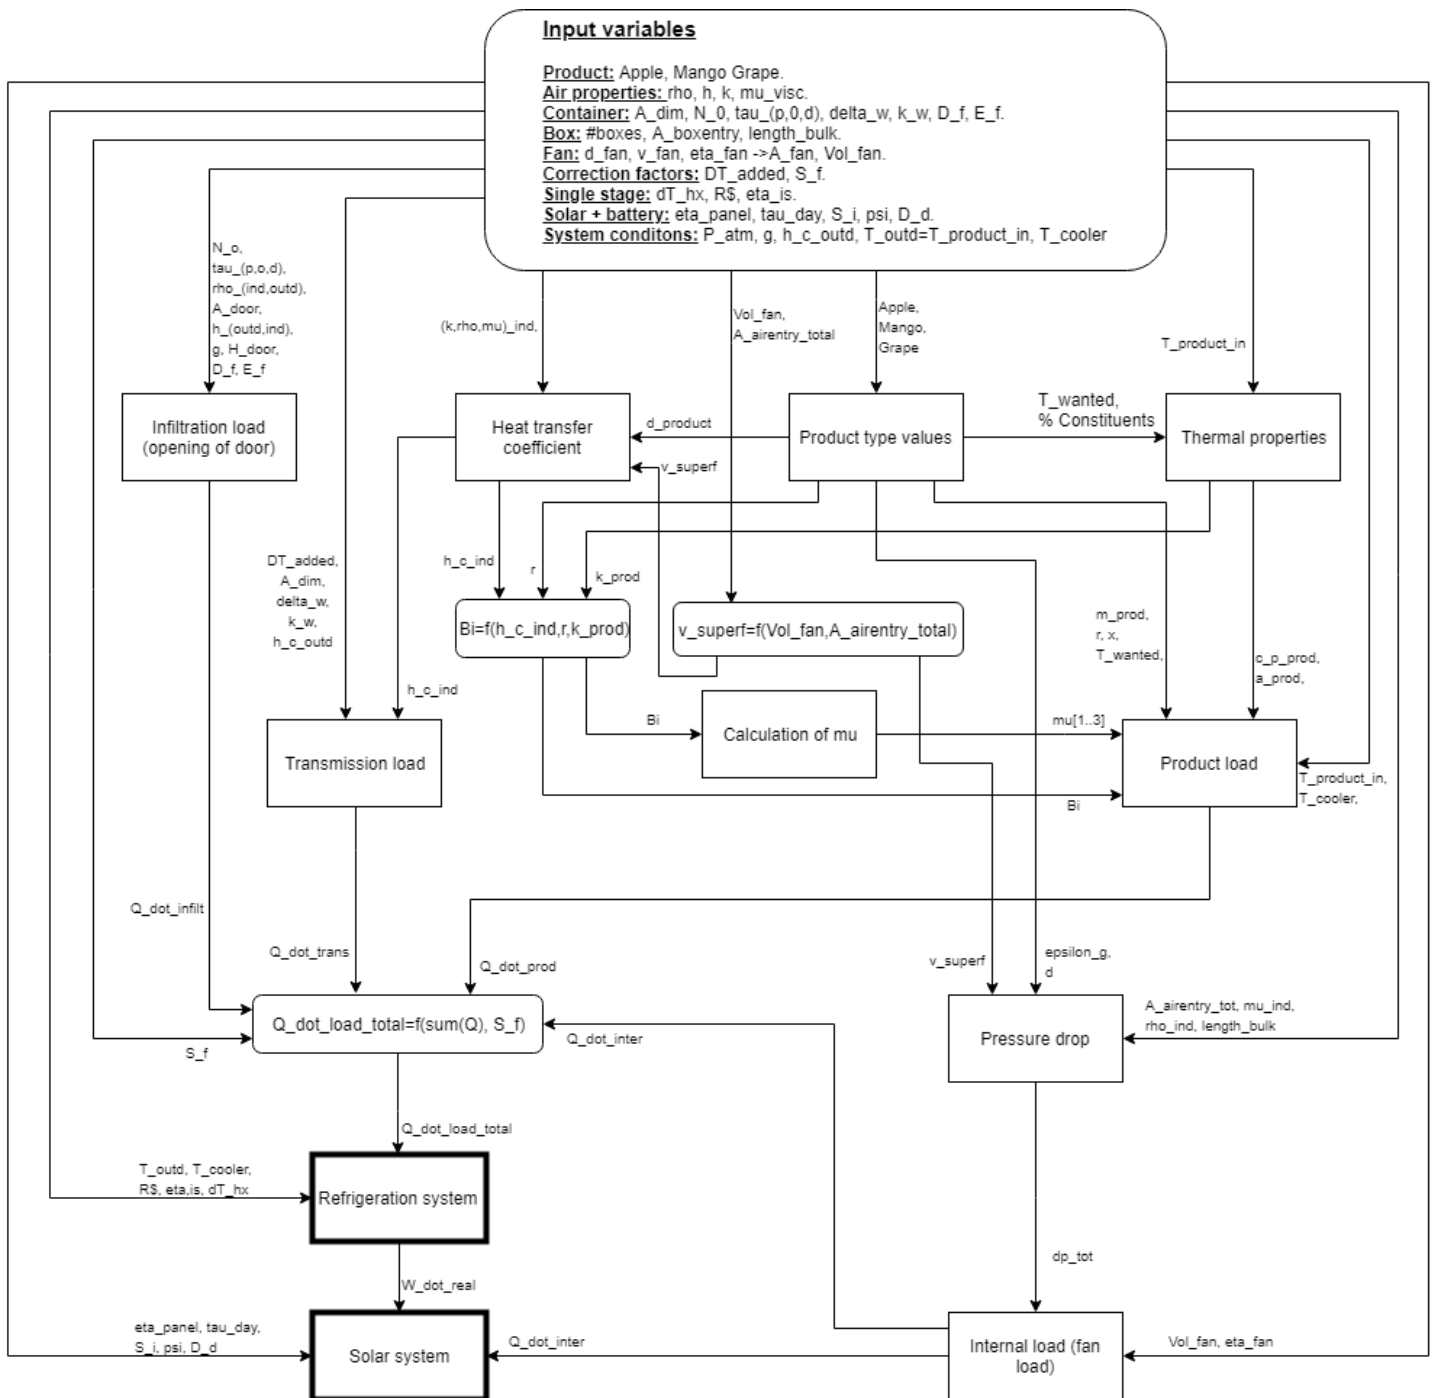 Input variables
Product: Apple, Mango Grape.
Air properties: rho, h, k, mu_visc.
Container: A_dim, N_0, tau_(p,0,d), delta_w, k_w, D_f, E_f.
Box: #boxes, A_boxentry, length_bulk.
Fan: d_fan, v_fan, eta_fan ->A_fan, Vol_fan.
Correction factors: DT_added, S_f.
Single stage: dT_hx, R$, eta_is.
Solar + battery: eta_panel, tau_day, S_i, psi, D_d.
System conditons: P_atm, g, h_c_outd, T_outd=T_product_in, T_cooler
N_o,
tau_(p,o,d),
rho_(ind,outd),
A_door,
h_(outd,ind),
g, H_door,
D_f, E_f
(k,rho,mu)_ind,
Vol_fan,
A_airentry_total
Apple,
Mango,
Grape
T_product_in
Infiltration load
(opening of door)
Heat transfer
coefficient
d_product
v_superf
Product type values
T_wanted,
% Constituents
Thermal properties
DT_added,
A_dim,
delta_w,
k_w,
h_c_outd
h_c_ind
h_c_ind
r
k_prod
Bi=f(h_c_ind,r,k_prod)
v_superf=f(Vol_fan,A_airentry_total)
m_prod,
r, x,
T_wanted,
c_p_prod,
a_prod,
Transmission load
Bi
Calculation of mu
mu[1..3]
Bi
Product load
T_product_in,
T_cooler,
Q_dot_infilt
Q_dot_trans
Q_dot_prod
v_superf
epsilon_g,
d
Q_dot_load_total=f(sum(Q), S_f)
S_f
Q_dot_inter
Pressure drop
A_airentry_tot, mu_ind,
rho_ind, length_bulk
Q_dot_load_total
T_outd, T_cooler,
R$, eta,is, dT_hx
Refrigeration system
dp_tot
W_dot_real
eta_panel, tau_day,
S_i, psi, D_d
Solar system
Q_dot_inter
Internal load (fan
load)
Vol_fan, eta_fan